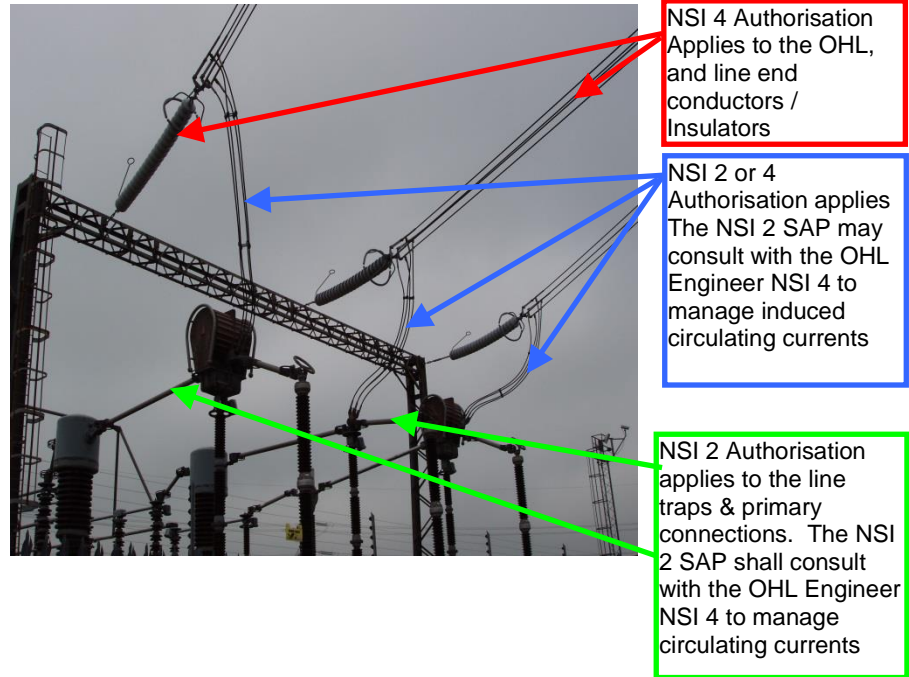 NSI 4 Authorisation
Applies to the OHL,
and line end
conductors /
Insulators
NSI 2 or 4
Authorisation applies
The NSI 2 SAP may
consult with the OHL
Engineer NSI 4 to
manage induced
circulating currents
NSI 2 Authorisation
applies to the line
traps & primary
connections. The NSI
2 SAP shall consult
with the OHL Engineer
NSI 4 to manage
circulating currents